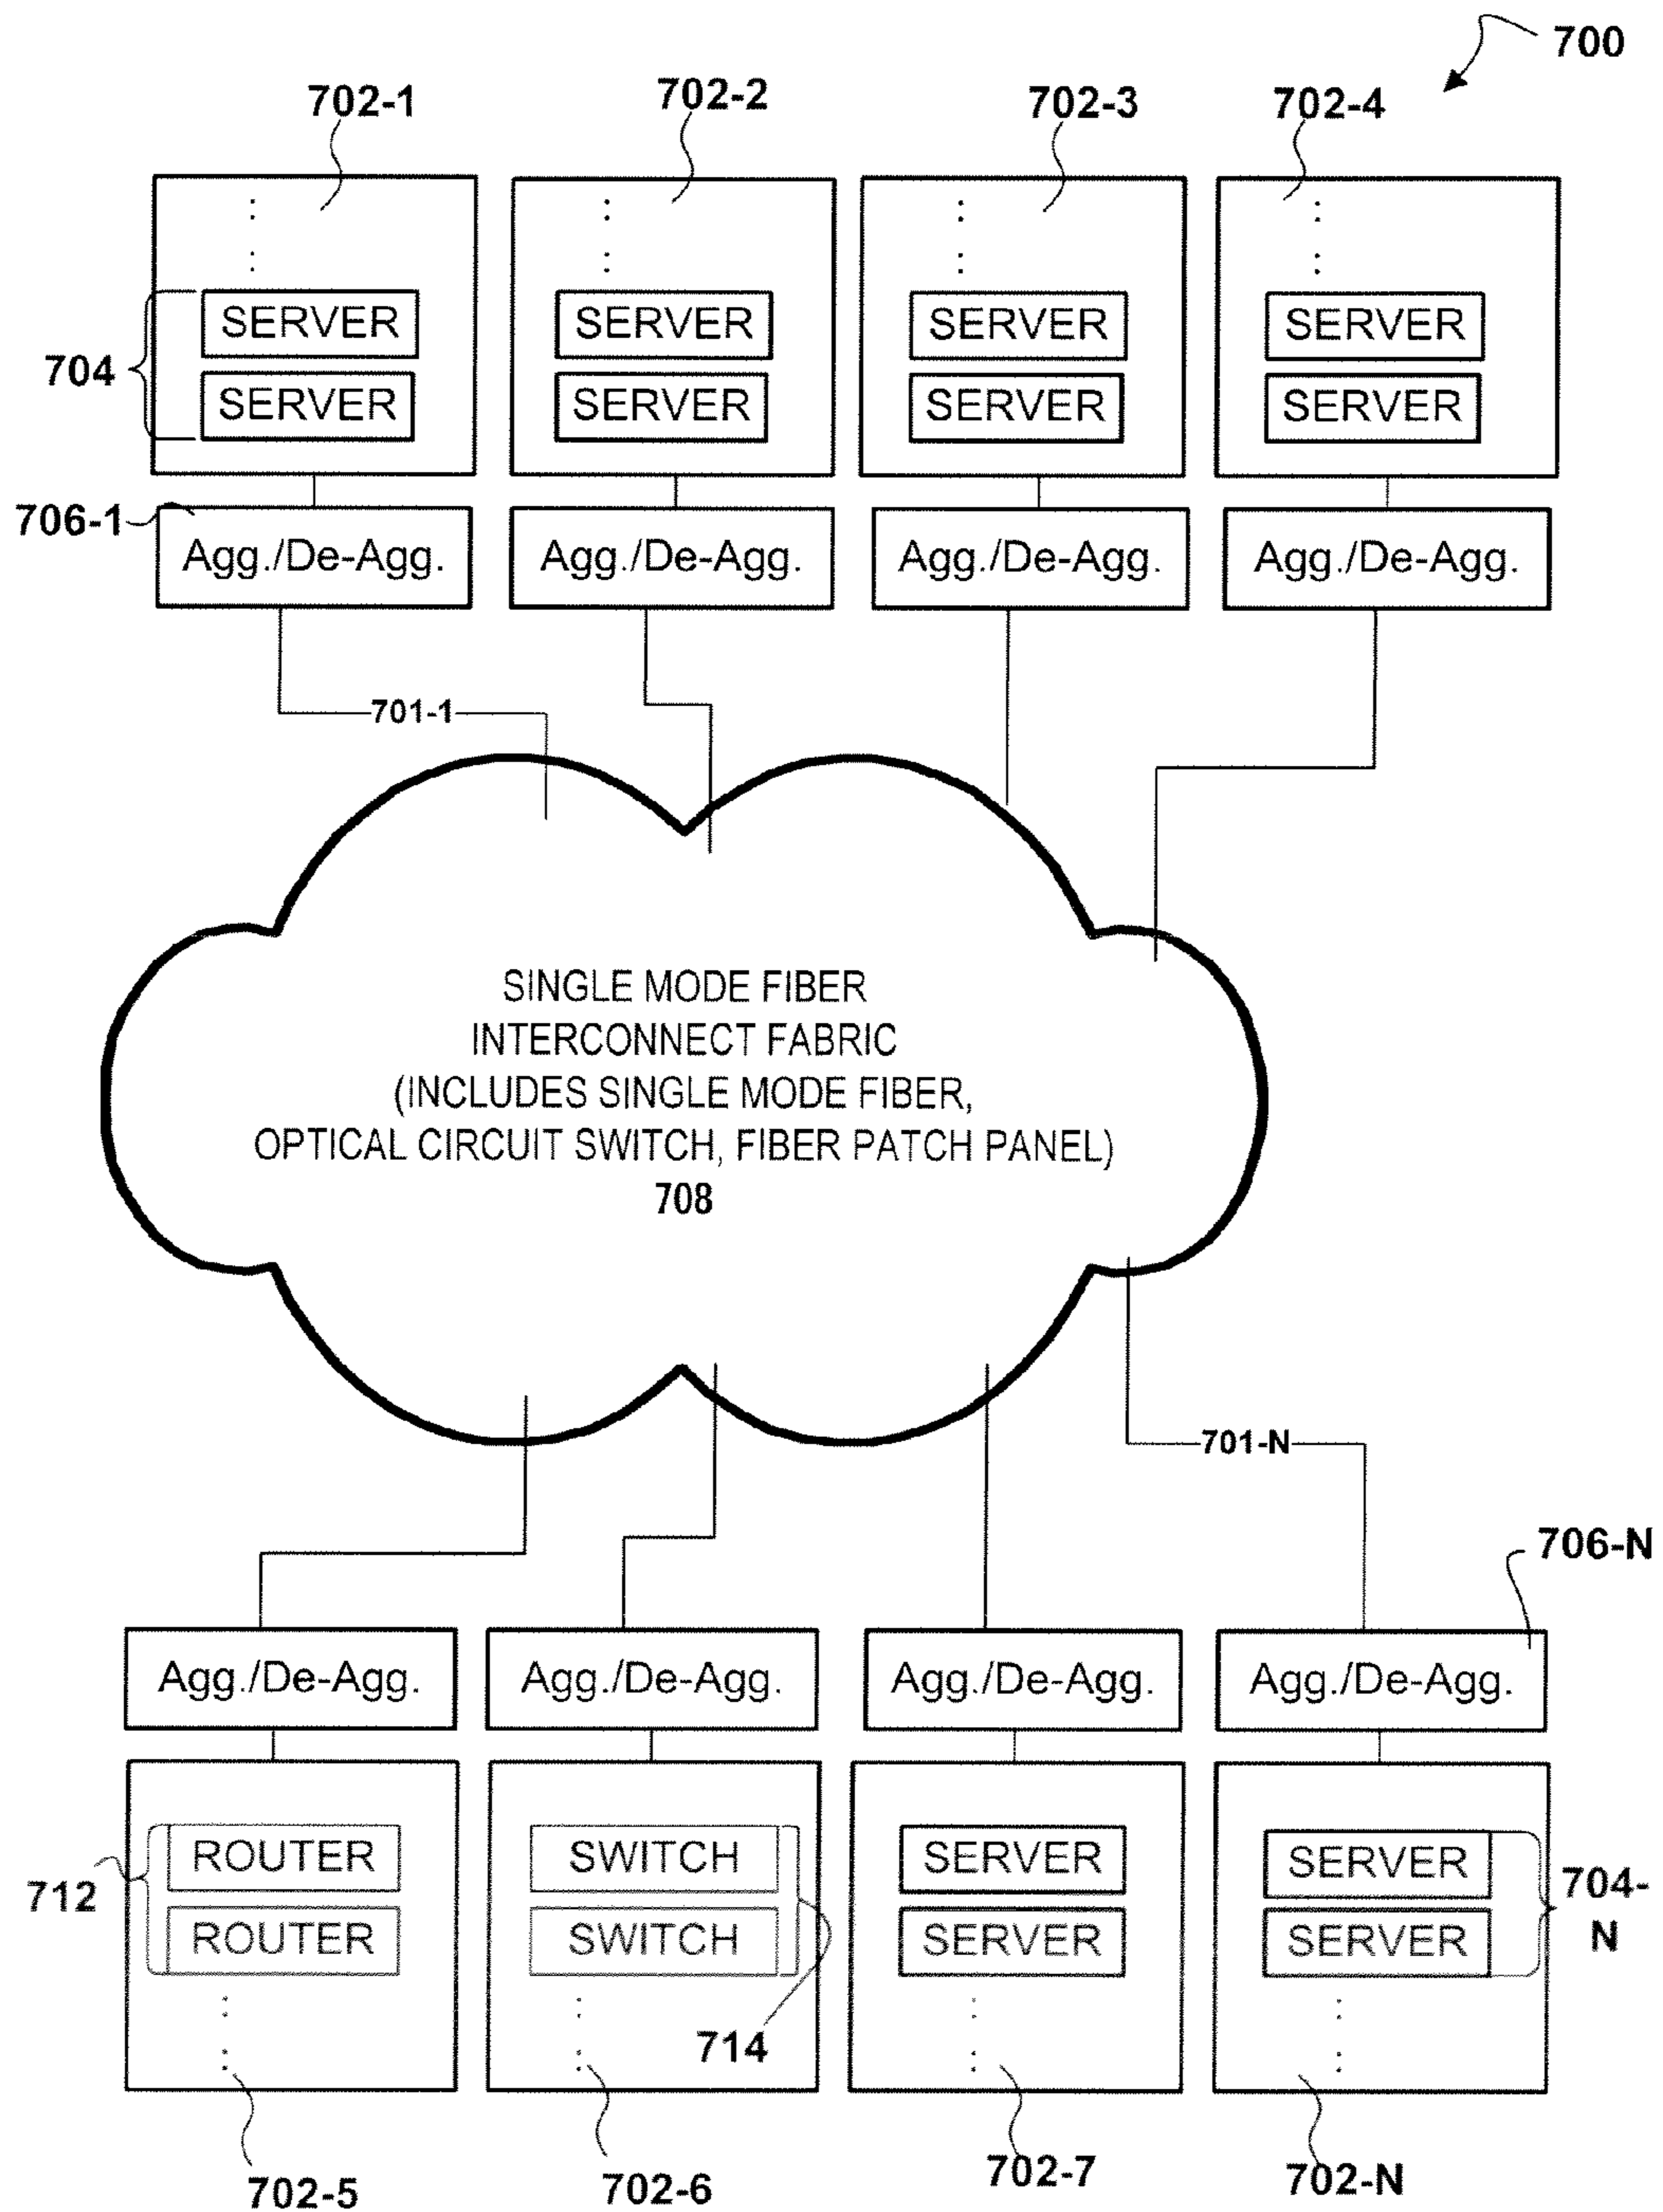 700
702-1
702-2
702-3
702-4
SERVER
SERVER
SERVER
SERVER
704
SERVER
SERVER
SERVER
SERVER
706-1
Agg./De-Agg.
Agg./De-Agg.
Agg./De-Agg.
Agg./De-Agg.
701-1
SINGLE MODE FIBER
INTERCONNECT FABRIC
(INCLUDES SINGLE MODE FIBER,
OPTICAL CIRCUIT SWITCH, FIBER PATCH PANEL)
708
701-N
706-N
Agg./De-Agg.
Agg./De-Agg.
Agg./De-Agg.
Agg./De-Agg.
ROUTER
SWITCH
SERVER
SERVER
712
704-
N
ROUTER
SWITCH
SERVER
SERVER
714
702-5
702-6
702-7
702-N